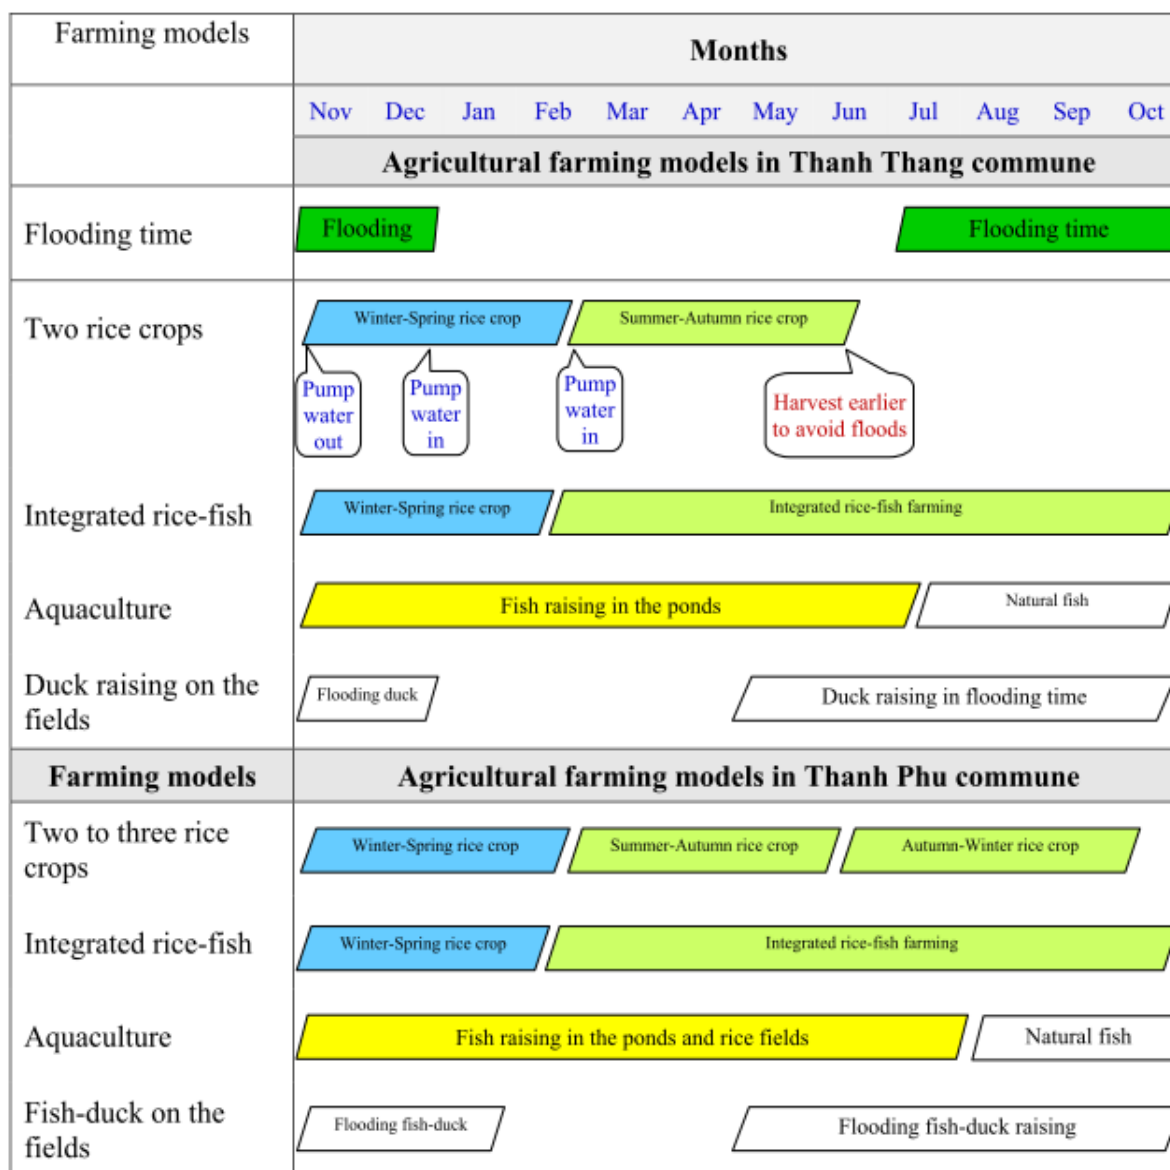 Farming models
Months
Nov Dec Jan Feb Mar Apr May Jun Jul Aug Sep Oct
Agricultural farming models in Thanh Thang commune
Flooding time
Flooding
Flooding time
Two rice crops
Winter-Spring rice crop
Summer-Autumn rice crop
Pump
water
out
Pump
water
in
Pump
water
in
Harvest earlier
to avoid floods
Integrated rice-fish
Winter-Spring rice crop
Integrated rice-fish farming
Aquaculture
Fish raising in the ponds
Natural fish
Duck raising on the
fields
Flooding duck
Duck raising in flooding time
Farming models
Agricultural farming models in Thanh Phu commune
Two to three rice
crops
Winter-Spring rice crop
Summer-Autumn rice crop
Autumn-Winter rice crop
Integrated rice-fish
Winter-Spring rice crop
Integrated rice-fish farming
Aquaculture
Fish raising in the ponds and rice fields
Natural fish
Fish-duck on the
fields
Flooding fish-duck
Flooding fish-duck raising